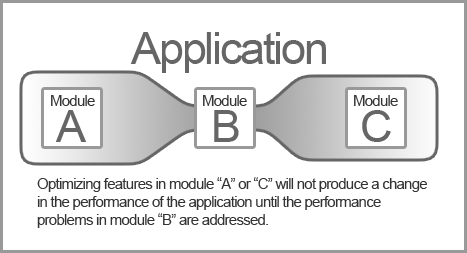 Application
Module
A
Module
B
Module
C
Optimizing features in module “A” or “C” will not produce a change
in the performance of the application until the performance
problems in module “B” are addressed.